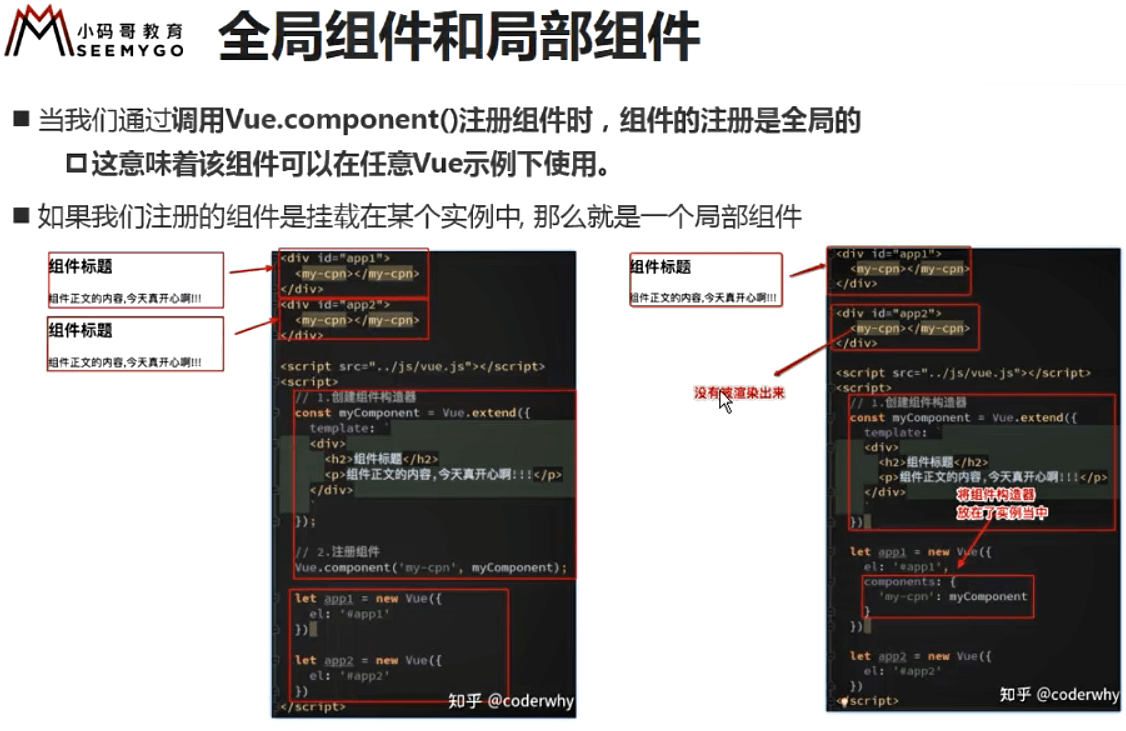 小码哥教育
SEEMYGO
全局组件和局部组件
■ 当我们通过调用Vue.component()注册组件时，组件的注册是全局的
这意味着该组件可以在任意Vue示例下使用。
■ 如果我们注册的组件是挂载在某个实例中, 那么就是一个局部组件
组件标题
组件正文的内容,今天真开心啊!!!
组件标题
组件正文的内容,今天真开心啊!!!
<div id="app1">
<my-cpn></my-cpn>
</div>
<div id="app2">
<my-cpn></my-cpn>
</div>
<script src="../js/vue.js"></script>
<script>
// 1.创建组件构造器
const myComponent = Vue.extend({
template: `
<div>
<h2>组件标题</h2>
<p>组件正文的内容,今天真开心啊!!!</p>
</div>
`
});
// 2.注册组件
Vue.component('my-cpn', myComponent);
let app1 = new Vue({
el: '#app1'
})
let app2 = new Vue({
el: '#app2'
})
</script>
知乎 @coderwhy
组件标题
组件正文的内容,今天真开心啊!!!
没有被渲染出来
<div id="app1">
<my-cpn></my-cpn>
</div>
<div id="app2">
<my-cpn></my-cpn>
</div>
<script src="../js/vue.js"></script>
<script>
// 1.创建组件构造器
const myComponent = Vue.extend({
template: `
<div>
<h2>组件标题</h2>
<p>组件正文的内容,今天真开心啊!!!</p>
</div>
`
})
将组件构造器
放在了实例当中
let app1 = new Vue({
el: '#app1',
components: {
'my-cpn': myComponent
}
})
let app2 = new Vue({
el: '#app2'
})
</script>
知乎 @coderwhy